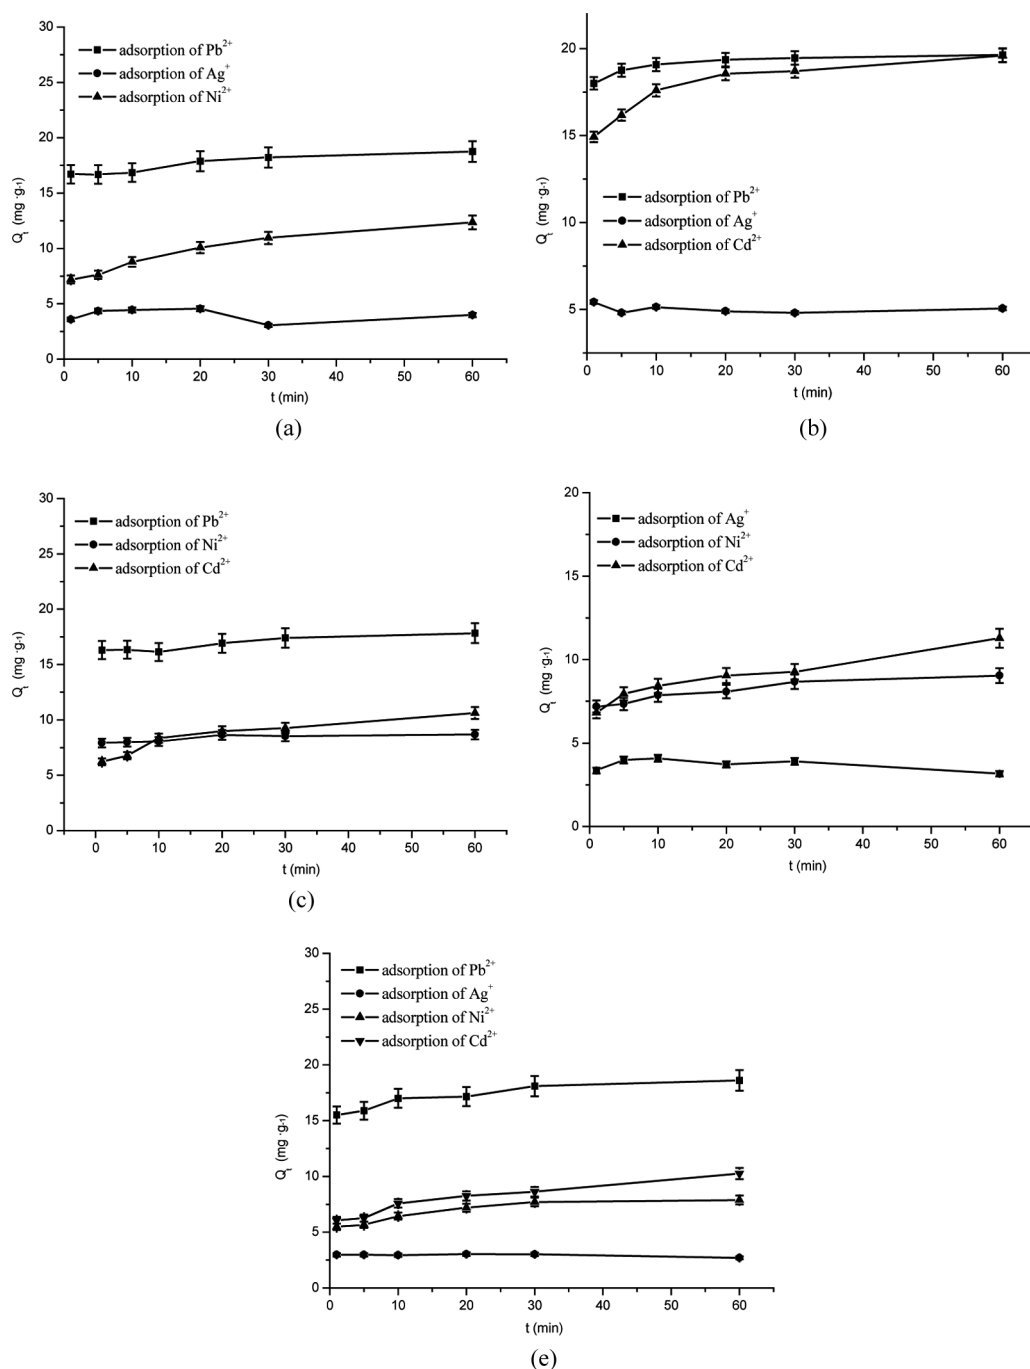 30
25
20
15
10
5
0
adsorption of Pb²⁺
adsorption of Ag⁺
adsorption of Ni²⁺
Qt (mg ·g-1)
0 10 20 30 40 50 60
t (min)
(a)
20
15
10
5
adsorption of Pb²⁺
adsorption of Ag⁺
adsorption of Cd²⁺
Qt (mg ·g-1)
0 10 20 30 40 50 60
t (min)
(b)
30
25
20
15
10
5
0
adsorption of Pb²⁺
adsorption of Ni²⁺
adsorption of Cd²⁺
Qt (mg ·g-1)
0 10 20 30 40 50 60
t (min)
(c)
20
15
10
5
0
adsorption of Ag⁺
adsorption of Ni²⁺
adsorption of Cd²⁺
Qt (mg ·g-1)
0 10 20 30 40 50 60
t (min)
30
25
20
15
10
5
0
adsorption of Pb²⁺
adsorption of Ag⁺
adsorption of Ni²⁺
adsorption of Cd²⁺
Qt (mg ·g-1)
0 10 20 30 40 50 60
t (min)
(e)